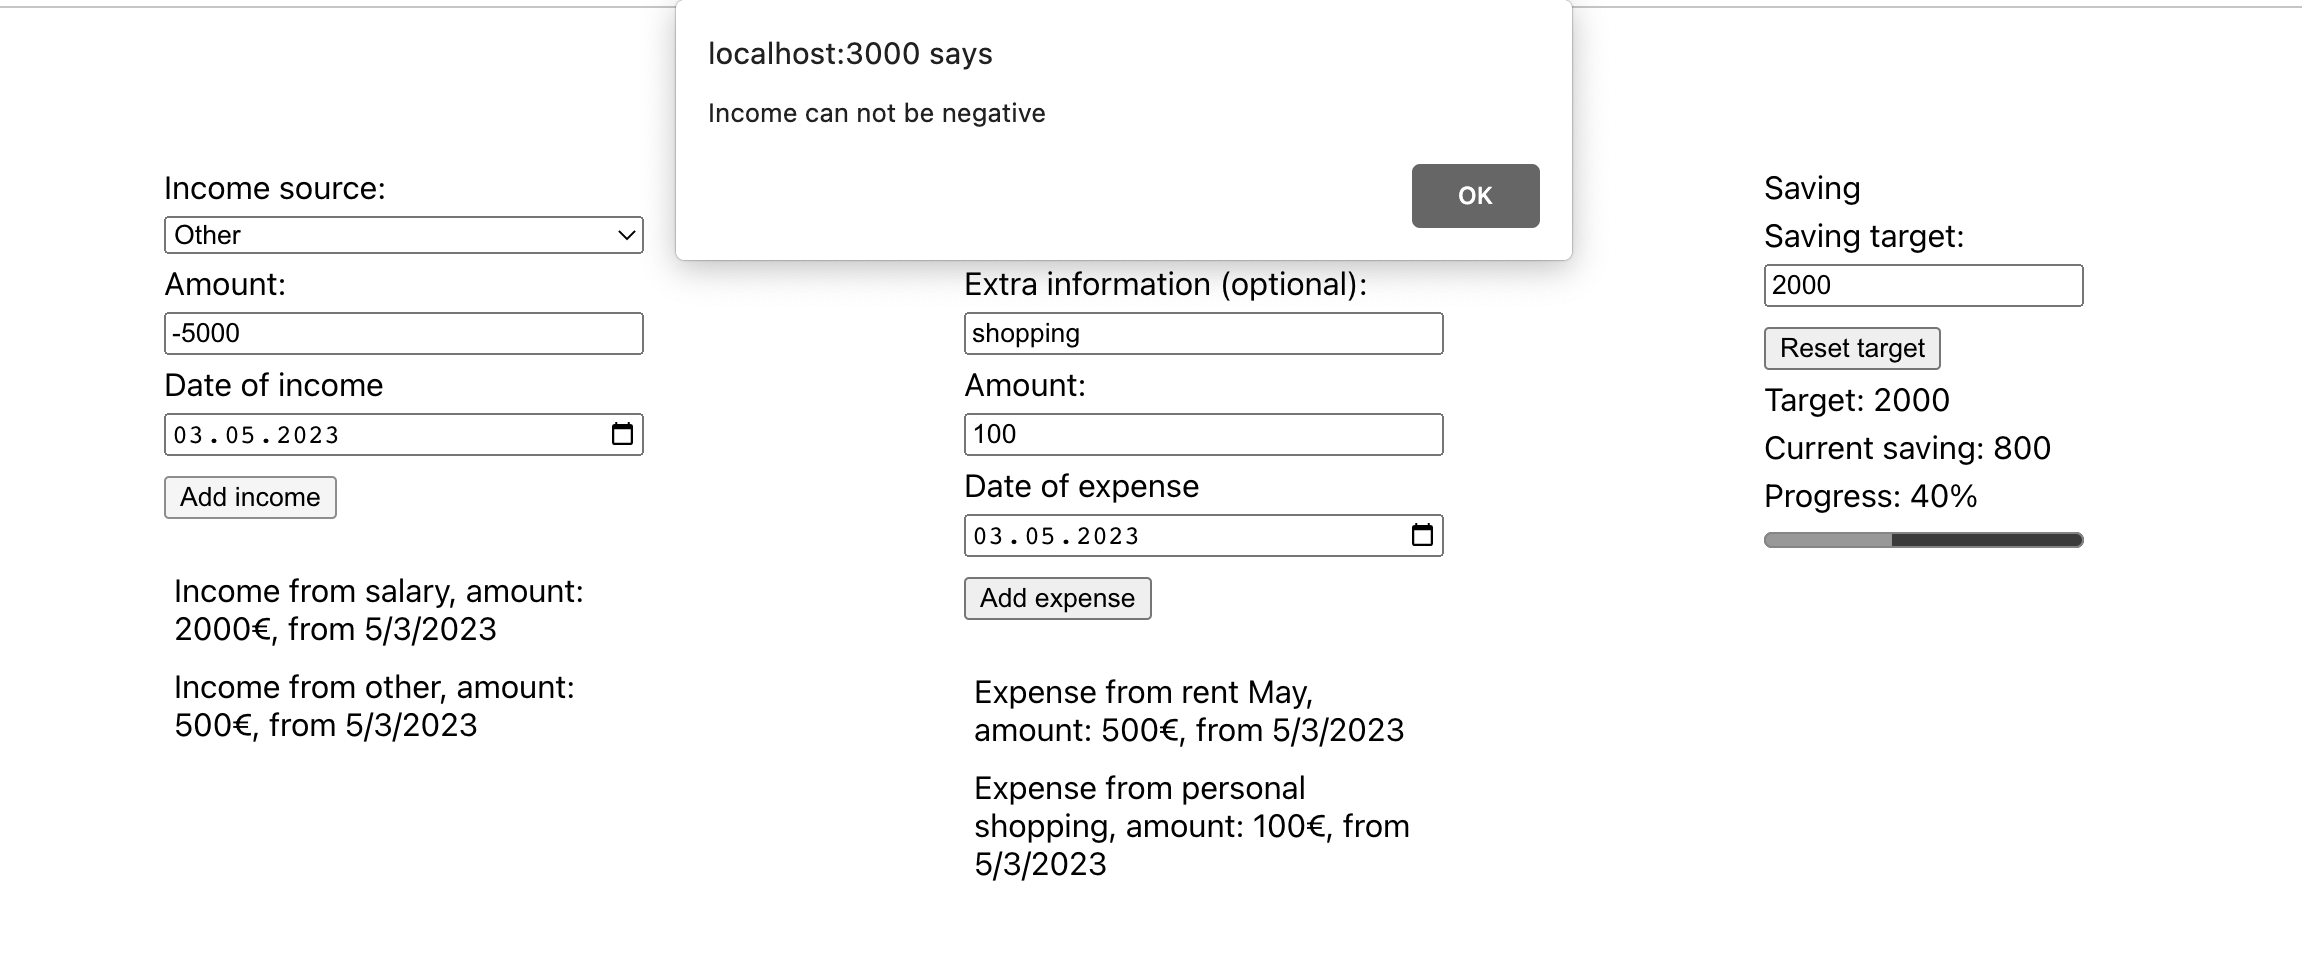 localhost:3000 says
Income can not be negative
OK
Income source:
Other
Amount:
-5000
Date of income
03.05.2023
Add income
Income from salary, amount:
2000€, from 5/3/2023
Income from other, amount:
500€, from 5/3/2023
Extra information (optional):
shopping
Amount:
100
Date of expense
03.05.2023
Add expense
Expense from rent May,
amount: 500€, from 5/3/2023
Expense from personal
shopping, amount: 100€, from
5/3/2023
Saving
Saving target:
2000
Reset target
Target: 2000
Current saving: 800
Progress: 40%